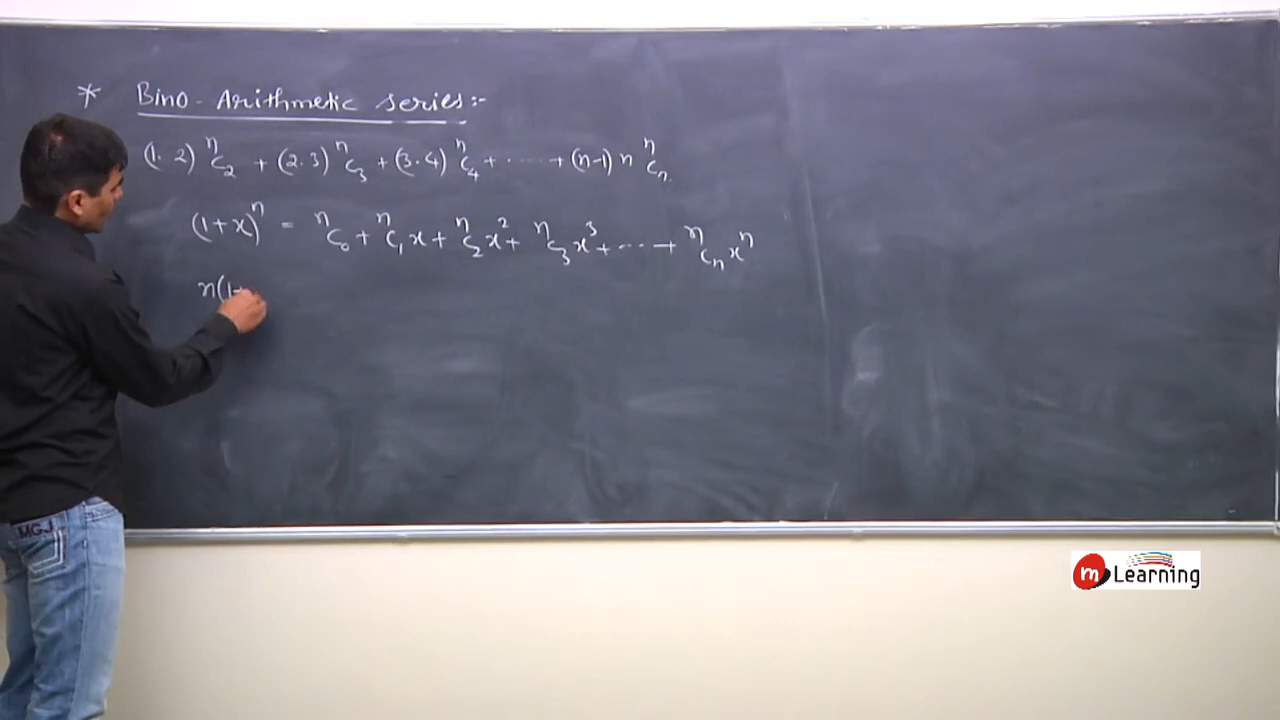 * Bino-Arithmetic series:-
(1.2) ⁿC₂ + (2.3) ⁿC₃ + (3.4) ⁿC₄ + ...... + (n-1) n ⁿCₙ.
(1+x)ⁿ = ⁿC₀ + ⁿC₁x + ⁿC₂x² + ⁿC₃x³ + ...... + ⁿCₙxⁿ
n(1+
MGJ
m Learning